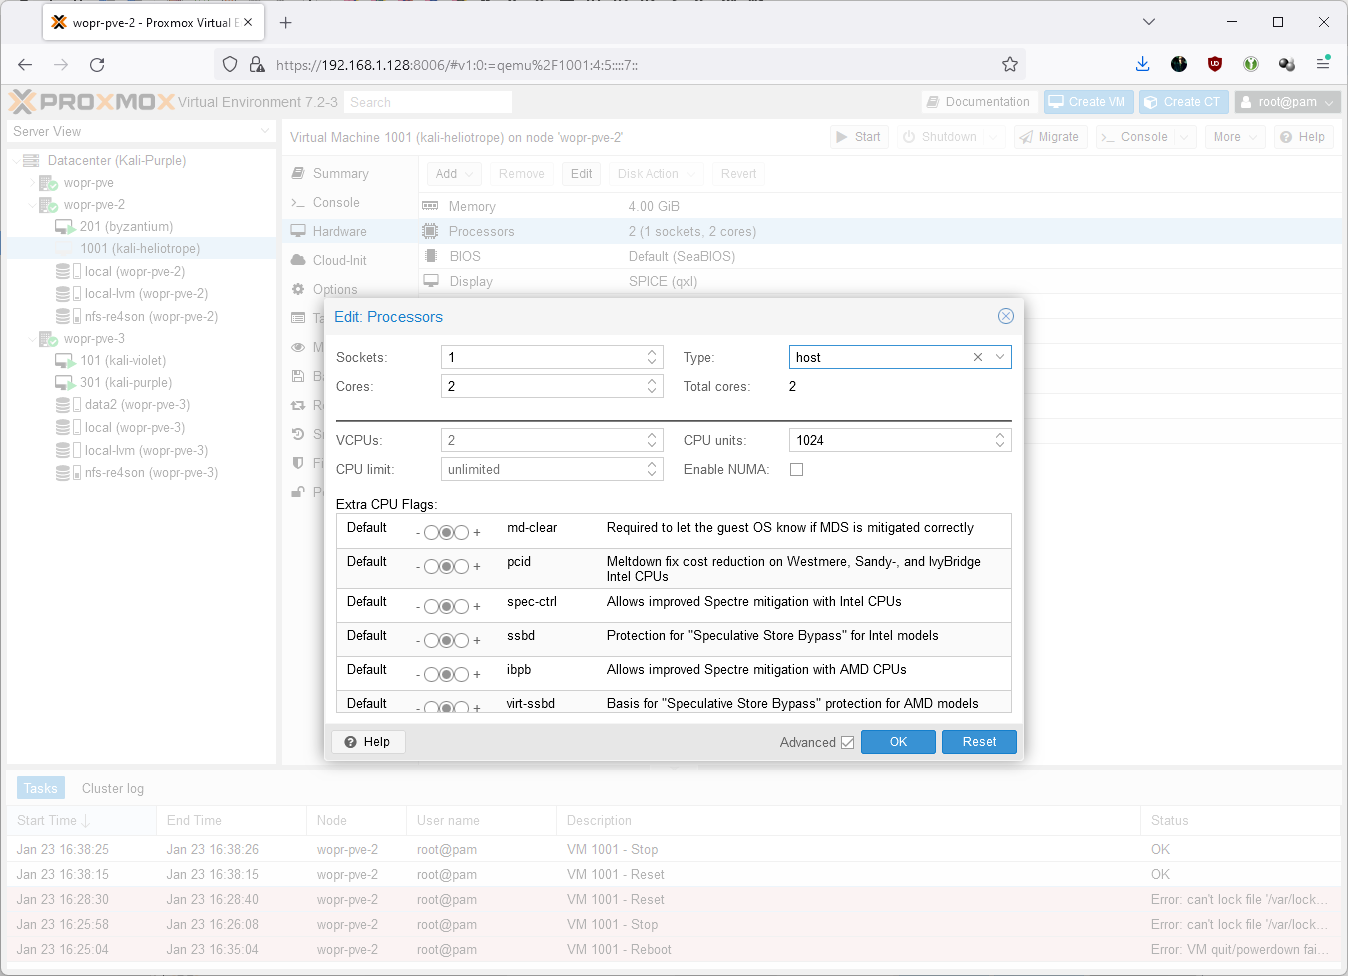 wopr-pve-2 - Proxmox Virtual E
https://192.168.1.128:8006/#v1:0:=qemu%2F1001:4:5::::7::
PROXMOX Virtual Environment 7.2-3 Search Documentation Create VM Create CT root@pam
Server View
Virtual Machine 1001 (kali-heliotrope) on node 'wopr-pve-2' Start Shutdown Migrate Console More Help
Datacenter (Kali-Purple)
wopr-pve
wopr-pve-2
201 (byzantium)
1001 (kali-heliotrope)
local (wopr-pve-2)
local-lvm (wopr-pve-2)
nfs-re4son (wopr-pve-2)
wopr-pve-3
101 (kali-violet)
301 (kali-purple)
data2 (wopr-pve-3)
local (wopr-pve-3)
local-lvm (wopr-pve-3)
nfs-re4son (wopr-pve-3)
Summary
Console
Hardware
Cloud-Init
Options
Add Remove Edit Disk Action Revert
Memory 4.00 GiB
Processors 2 (1 sockets, 2 cores)
BIOS Default (SeaBIOS)
Display SPICE (qxl)
Edit: Processors
Sockets: 1 Type: host
Cores: 2 Total cores: 2
VCPUs: 2 CPU units: 1024
CPU limit: unlimited Enable NUMA:
Extra CPU Flags:
Default - + md-clear Required to let the guest OS know if MDS is mitigated correctly
Default - + pcid Meltdown fix cost reduction on Westmere, Sandy-, and IvyBridge
Intel CPUs
Default - + spec-ctrl Allows improved Spectre mitigation with Intel CPUs
Default - + ssbd Protection for "Speculative Store Bypass" for Intel models
Default - + ibpb Allows improved Spectre mitigation with AMD CPUs
Default - + virt-ssbd Basis for "Speculative Store Bypass" protection for AMD models
Help Advanced OK Reset
Tasks Cluster log
Start Time End Time Node User name Description Status
Jan 23 16:38:25 Jan 23 16:38:26 wopr-pve-2 root@pam VM 1001 - Stop OK
Jan 23 16:38:15 Jan 23 16:38:15 wopr-pve-2 root@pam VM 1001 - Reset OK
Jan 23 16:28:30 Jan 23 16:28:40 wopr-pve-2 root@pam VM 1001 - Reset Error: can't lock file '/var/lock...
Jan 23 16:25:58 Jan 23 16:26:08 wopr-pve-2 root@pam VM 1001 - Stop Error: can't lock file '/var/lock...
Jan 23 16:25:04 Jan 23 16:35:04 wopr-pve-2 root@pam VM 1001 - Reboot Error: VM quit/powerdown fai...